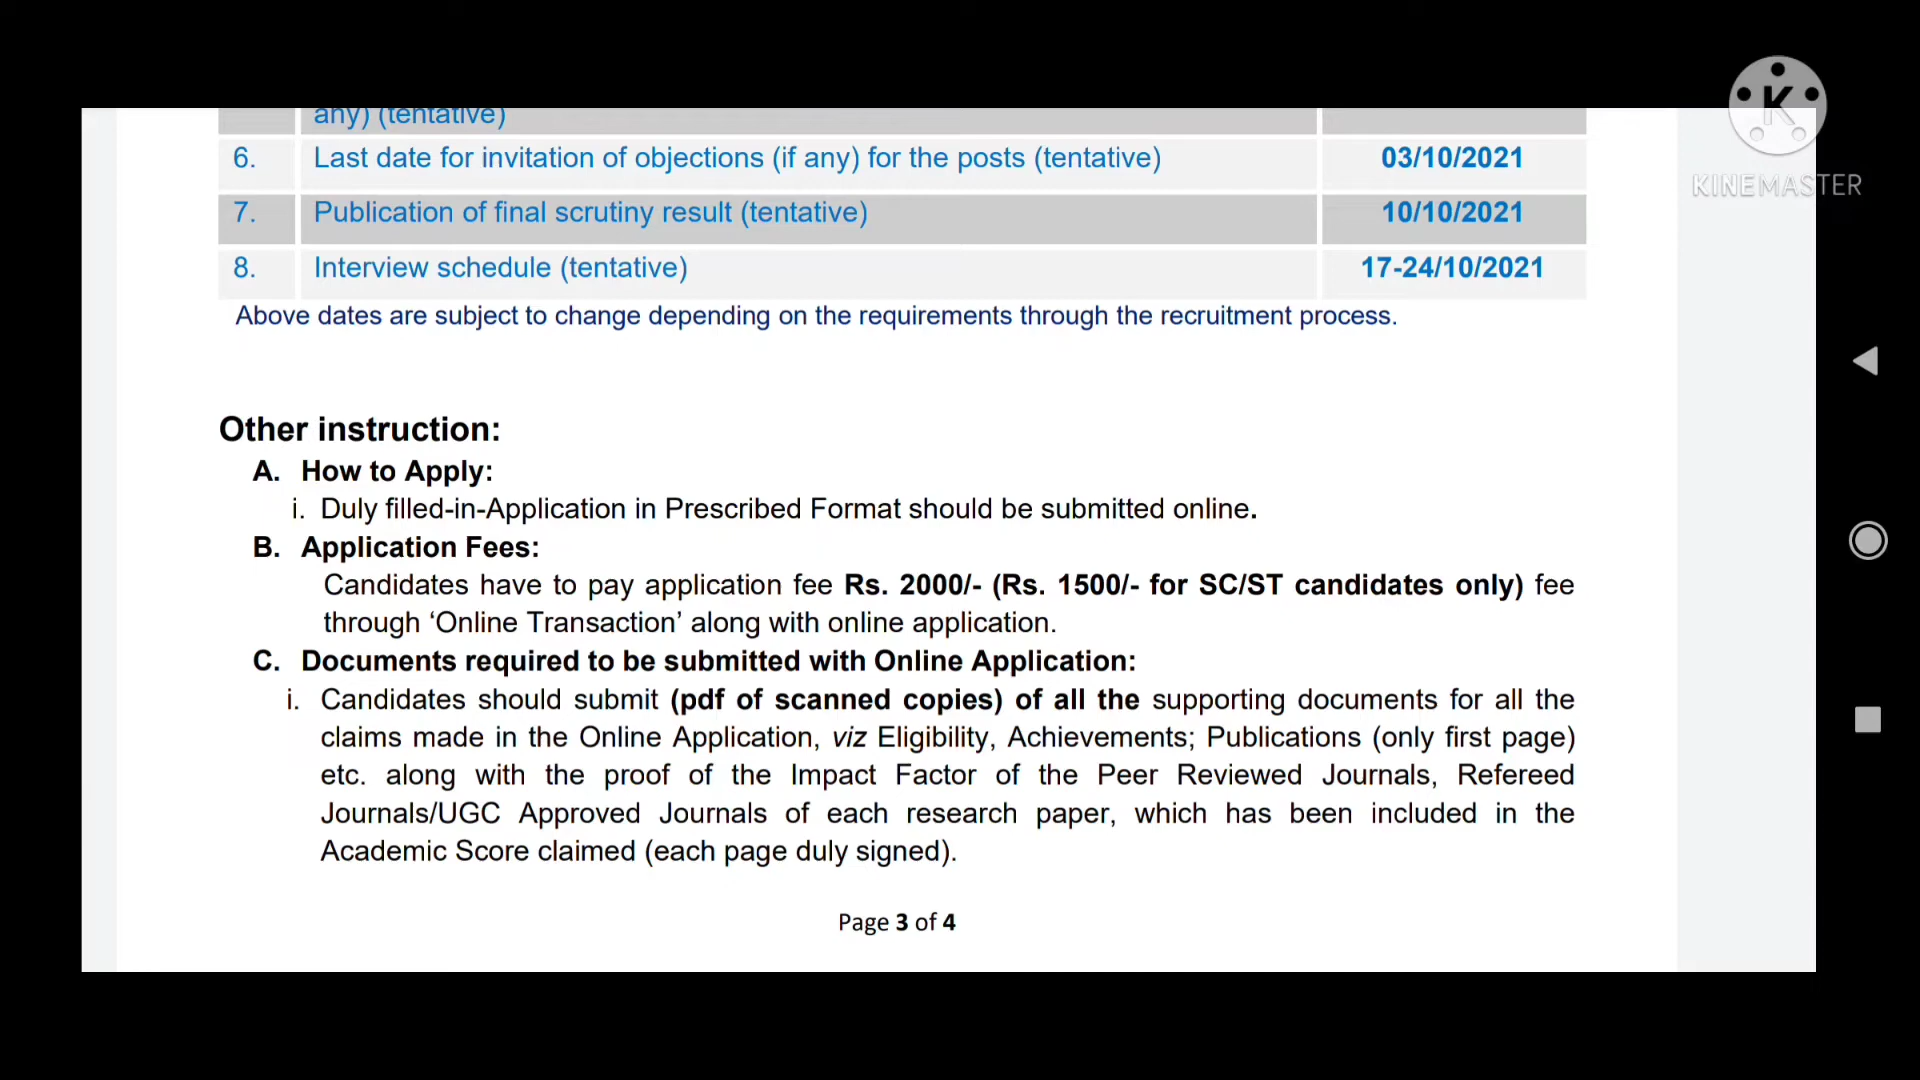 any) (tentative)
6. Last date for invitation of objections (if any) for the posts (tentative) 03/10/2021
7. Publication of final scrutiny result (tentative) 10/10/2021
8. Interview schedule (tentative) 17-24/10/2021
Above dates are subject to change depending on the requirements through the recruitment process.
Other instruction:
A. How to Apply:
i. Duly filled-in-Application in Prescribed Format should be submitted online.
B. Application Fees:
Candidates have to pay application fee Rs. 2000/- (Rs. 1500/- for SC/ST candidates only) fee
through ‘Online Transaction’ along with online application.
C. Documents required to be submitted with Online Application:
i. Candidates should submit (pdf of scanned copies) of all the supporting documents for all the
claims made in the Online Application, viz Eligibility, Achievements; Publications (only first page)
etc. along with the proof of the Impact Factor of the Peer Reviewed Journals, Refereed
Journals/UGC Approved Journals of each research paper, which has been included in the
Academic Score claimed (each page duly signed).
Page 3 of 4
K
KINEMASTER